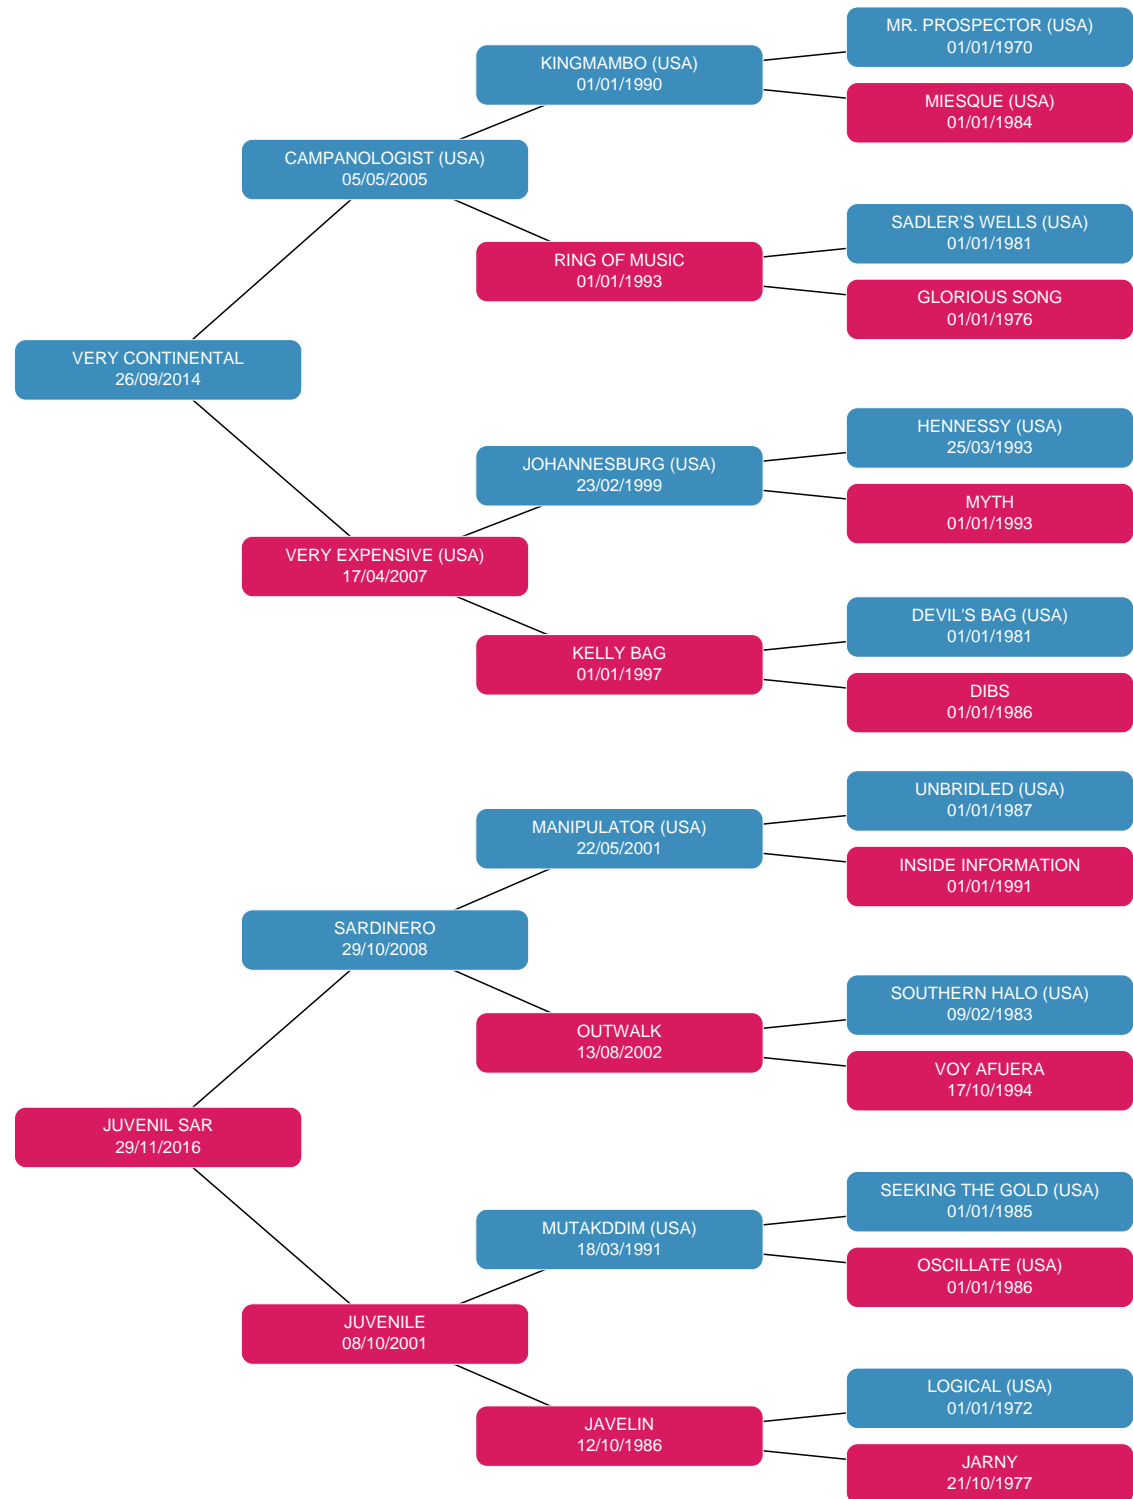 MR. PROSPECTOR (USA)
01/01/1970
KINGMAMBO (USA)
01/01/1990
MIESQUE (USA)
01/01/1984
CAMPANOLOGIST (USA)
05/05/2005
SADLER'S WELLS (USA)
01/01/1981
RING OF MUSIC
01/01/1993
GLORIOUS SONG
01/01/1976
VERY CONTINENTAL
26/09/2014
HENNESSY (USA)
25/03/1993
JOHANNESBURG (USA)
23/02/1999
MYTH
01/01/1993
VERY EXPENSIVE (USA)
17/04/2007
DEVIL'S BAG (USA)
01/01/1981
KELLY BAG
01/01/1997
DIBS
01/01/1986
UNBRIDLED (USA)
01/01/1987
MANIPULATOR (USA)
22/05/2001
INSIDE INFORMATION
01/01/1991
SARDINERO
29/10/2008
SOUTHERN HALO (USA)
09/02/1983
OUTWALK
13/08/2002
VOY AFUERA
17/10/1994
JUVENIL SAR
29/11/2016
SEEKING THE GOLD (USA)
01/01/1985
MUTAKDDIM (USA)
18/03/1991
OSCILLATE (USA)
01/01/1986
JUVENILE
08/10/2001
LOGICAL (USA)
01/01/1972
JAVELIN
12/10/1986
JARNY
21/10/1977